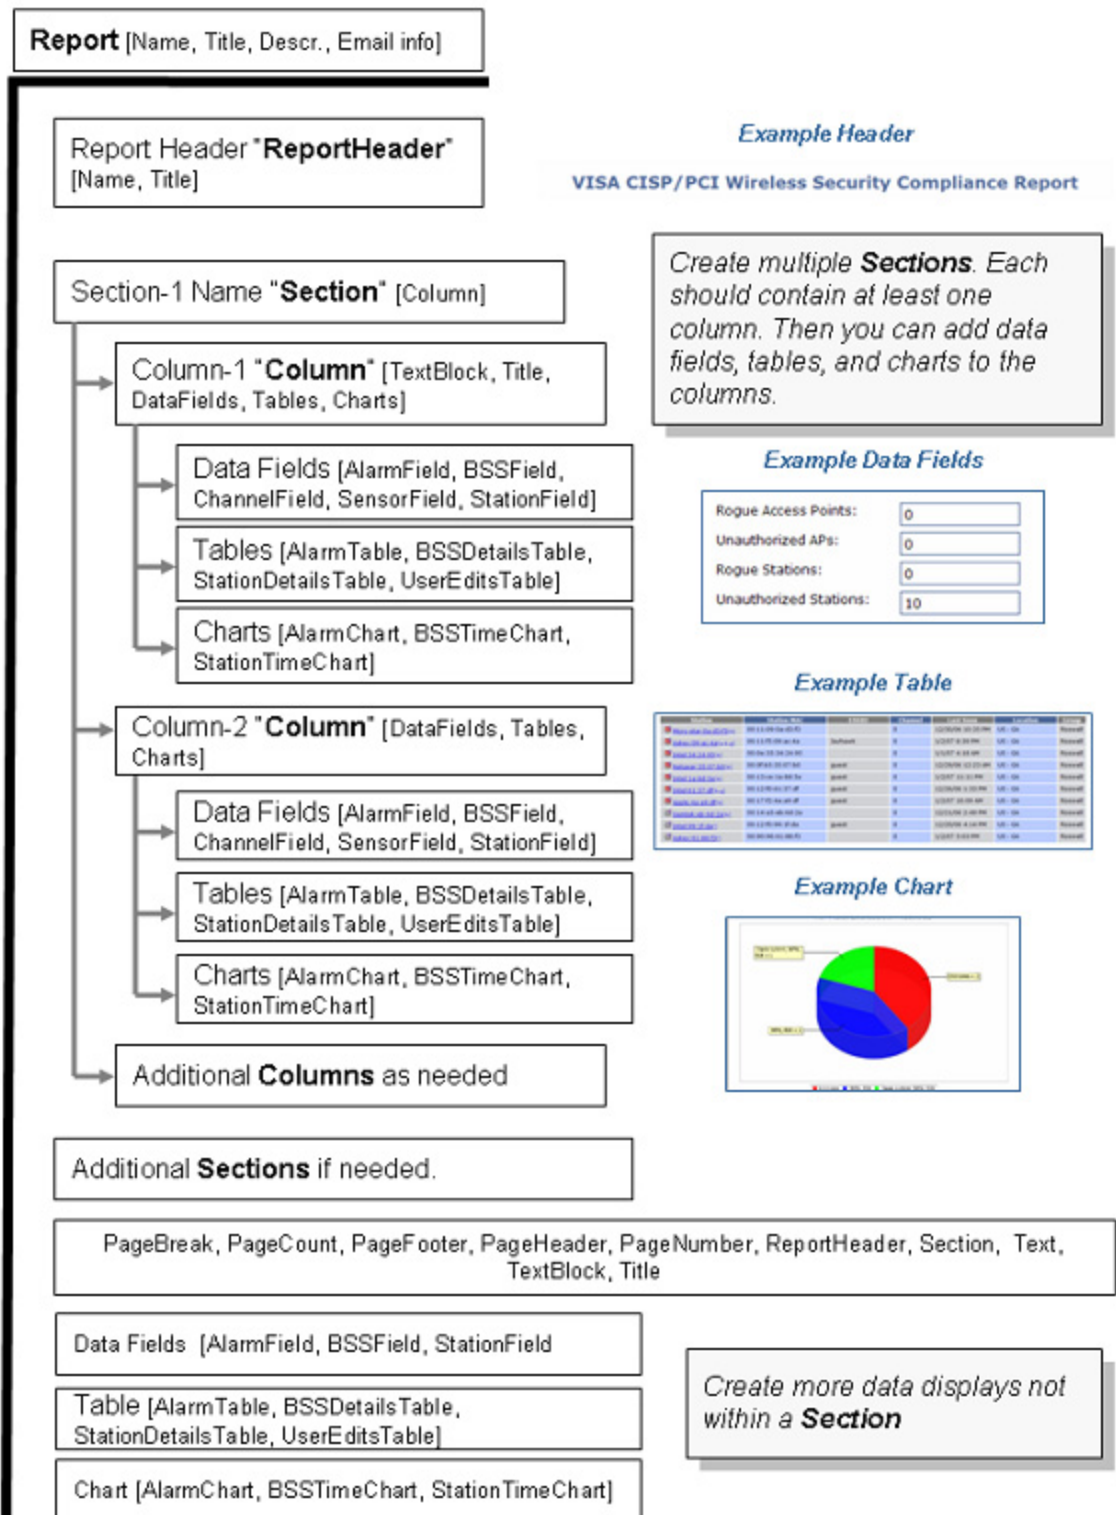 Report [Name, Title, Descr., Email info]
Report Header "ReportHeader"
[Name, Title]
Example Header
VISA CISP/PCI Wireless Security Compliance Report
Section-1 Name "Section" [Column]
Create multiple Sections. Each
should contain at least one
column. Then you can add data
fields, tables, and charts to the
columns.
Column-1 "Column" [TextBlock, Title,
DataFields, Tables, Charts]
Data Fields [AlarmField, BSSField,
ChannelField, SensorField, StationField]
Tables [AlarmTable, BSSDetailsTable,
StationDetailsTable, UserEditsTable]
Charts [AlarmChart, BSSTimeChart,
StationTimeChart]
Example Data Fields
Rogue Access Points: 0
Unauthorized APs: 0
Rogue Stations: 0
Unauthorized Stations: 10
Example Table
Column-2 "Column" [DataFields, Tables,
Charts]
Data Fields [AlarmField, BSSField,
ChannelField, SensorField, StationField]
Tables [AlarmTable, BSSDetailsTable,
StationDetailsTable, UserEditsTable]
Charts [AlarmChart, BSSTimeChart,
StationTimeChart]
Example Chart
Additional Columns as needed
Additional Sections if needed.
PageBreak, PageCount, PageFooter, PageHeader, PageNumber, ReportHeader, Section, Text,
TextBlock, Title
Data Fields [AlarmField, BSSField, StationField
Table [AlarmTable, BSSDetailsTable,
StationDetailsTable, UserEditsTable]
Chart [AlarmChart, BSSTimeChart, StationTimeChart]
Create more data displays not
within a Section